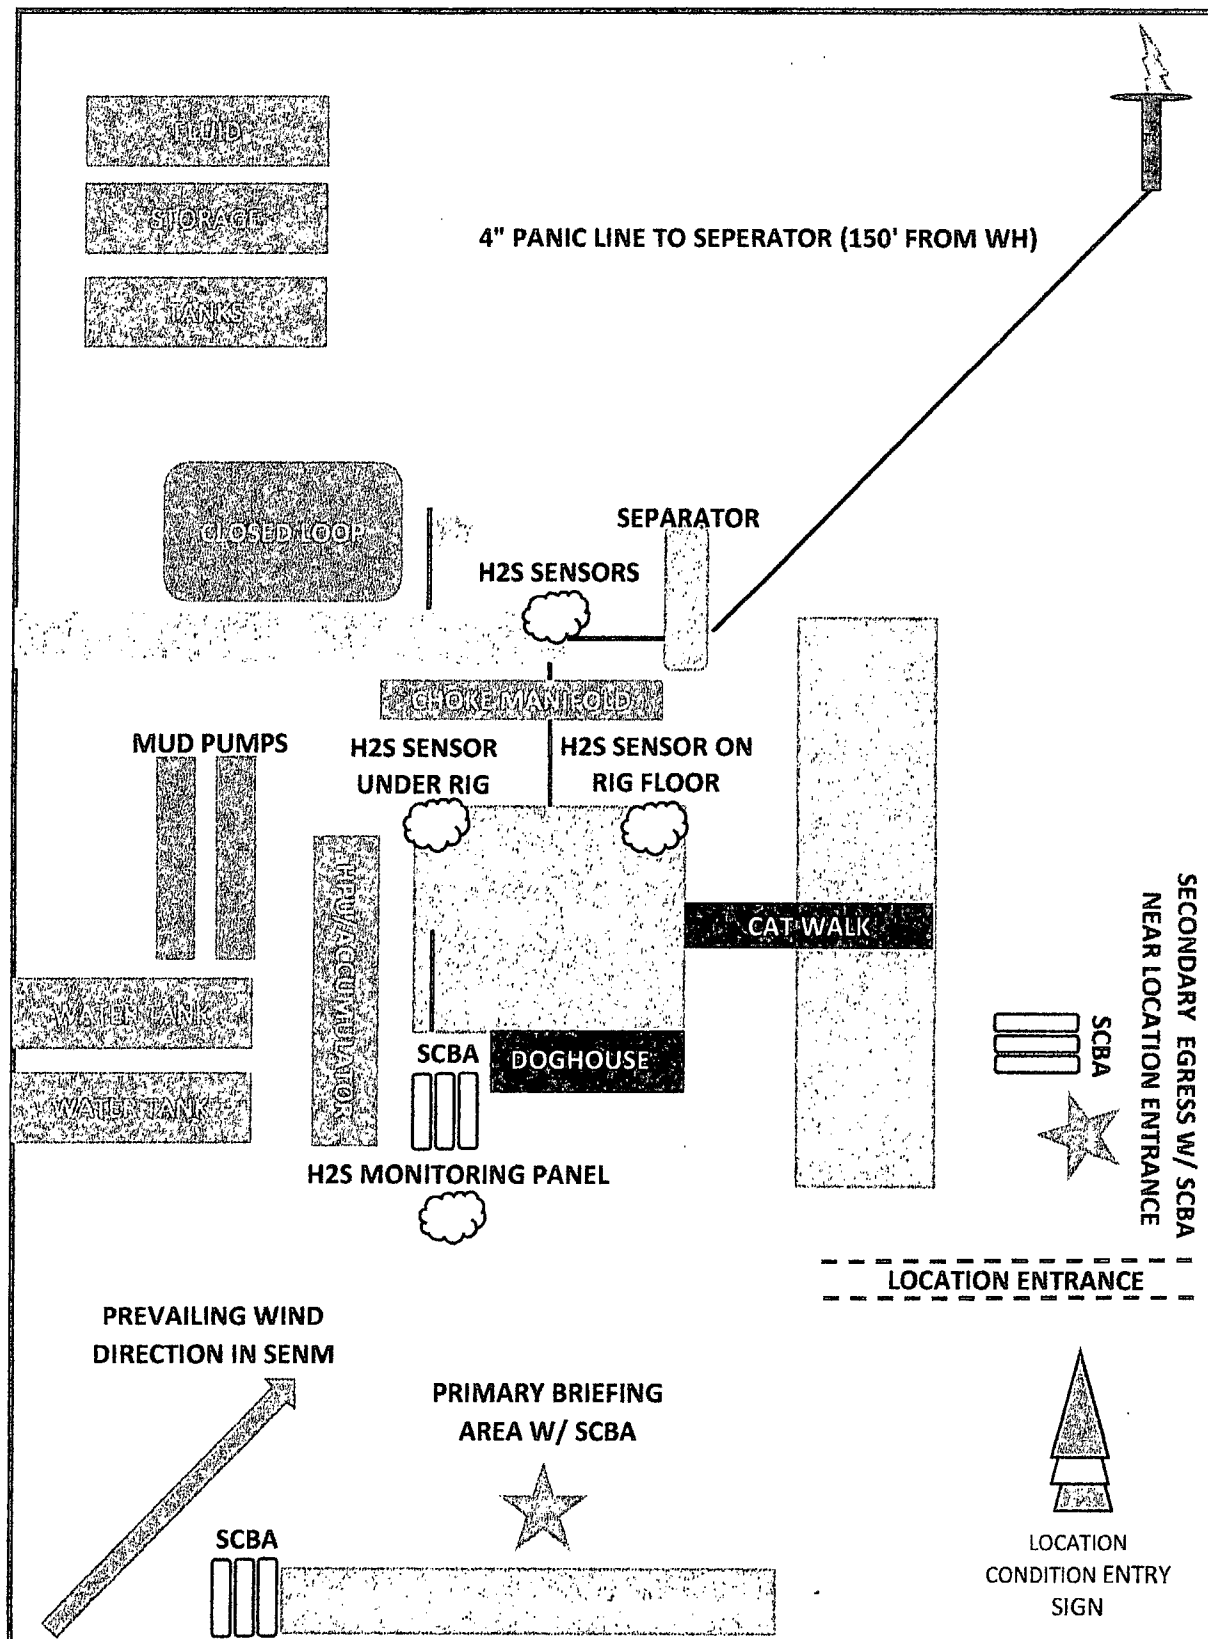 FLUID
STORAGE
TANKS
4" PANIC LINE TO SEPERATOR (150' FROM WH)
CLOSED LOOP
SEPARATOR
H2S SENSORS
CHOKE MANIFOLD
MUD PUMPS
H2S SENSOR
UNDER RIG
H2S SENSOR ON
RIG FLOOR
HPU/ACCUMULATOR
CAT WALK
WATER TANK
WATER TANK
SCBA
DOGHOUSE
H2S MONITORING PANEL
SCBA
SECONDARY EGRESS W/ SCBA
NEAR LOCATION ENTRANCE
LOCATION ENTRANCE
PREVAILING WIND
DIRECTION IN SENM
PRIMARY BRIEFING
AREA W/ SCBA
SCBA
LOCATION
CONDITION ENTRY
SIGN